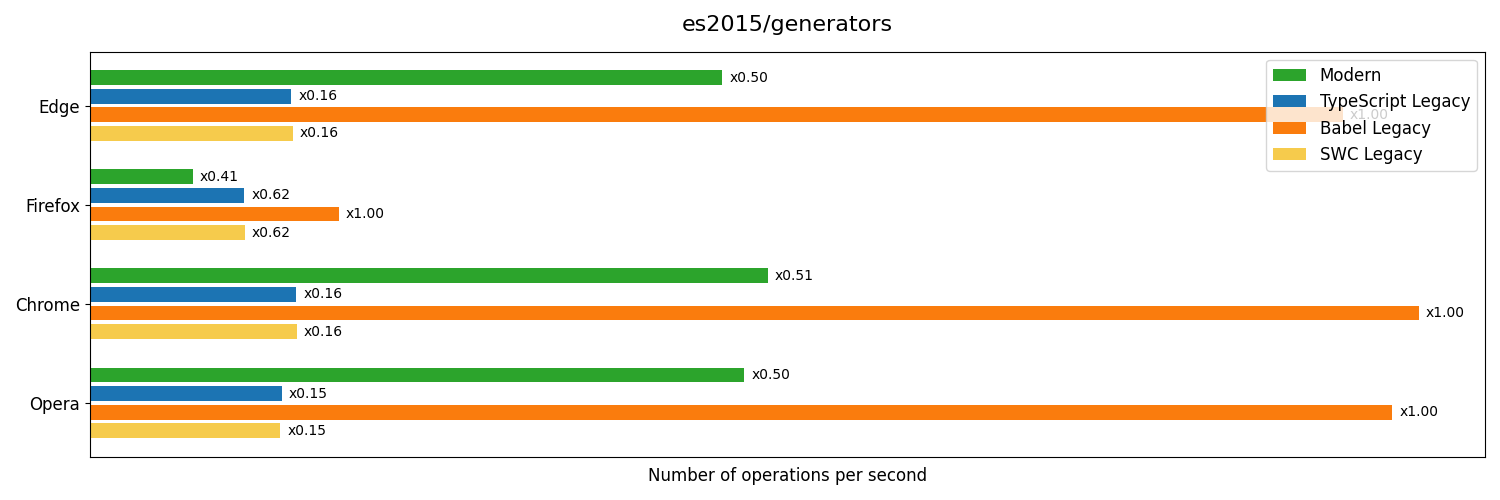 es2015/generators
Edge
x0.50
x0.16
x1.00
x0.16
Firefox
x0.41
x0.62
x1.00
x0.62
Chrome
x0.51
x0.16
x1.00
x0.16
Opera
x0.50
x0.15
x1.00
x0.15
Modern
TypeScript Legacy
Babel Legacy
SWC Legacy
Number of operations per second